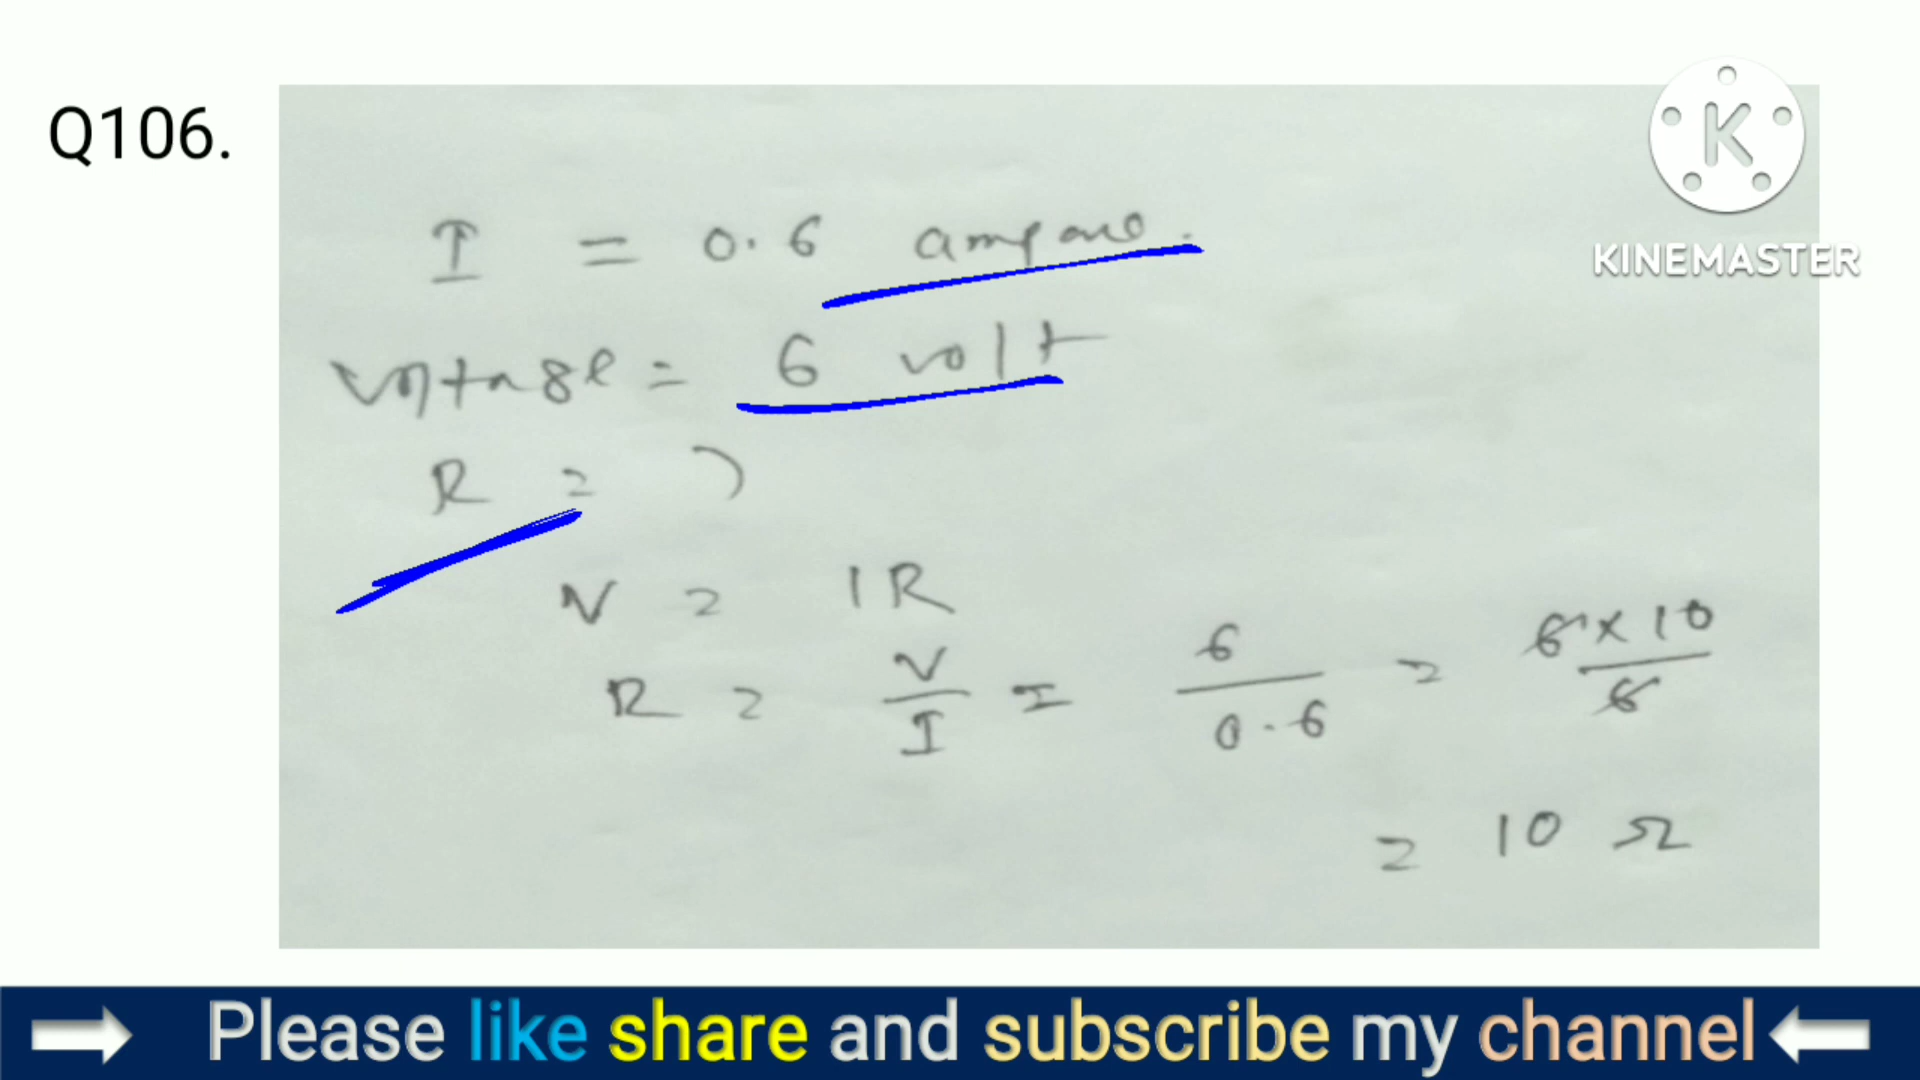 Q106.
K
KINEMASTER
I = 0.6 ampere.
Voltage = 6 volt
R = ?
V = IR
R = V/I = 6/0.6 = 6×10/6
= 10 Ω
Please like share and subscribe my channel